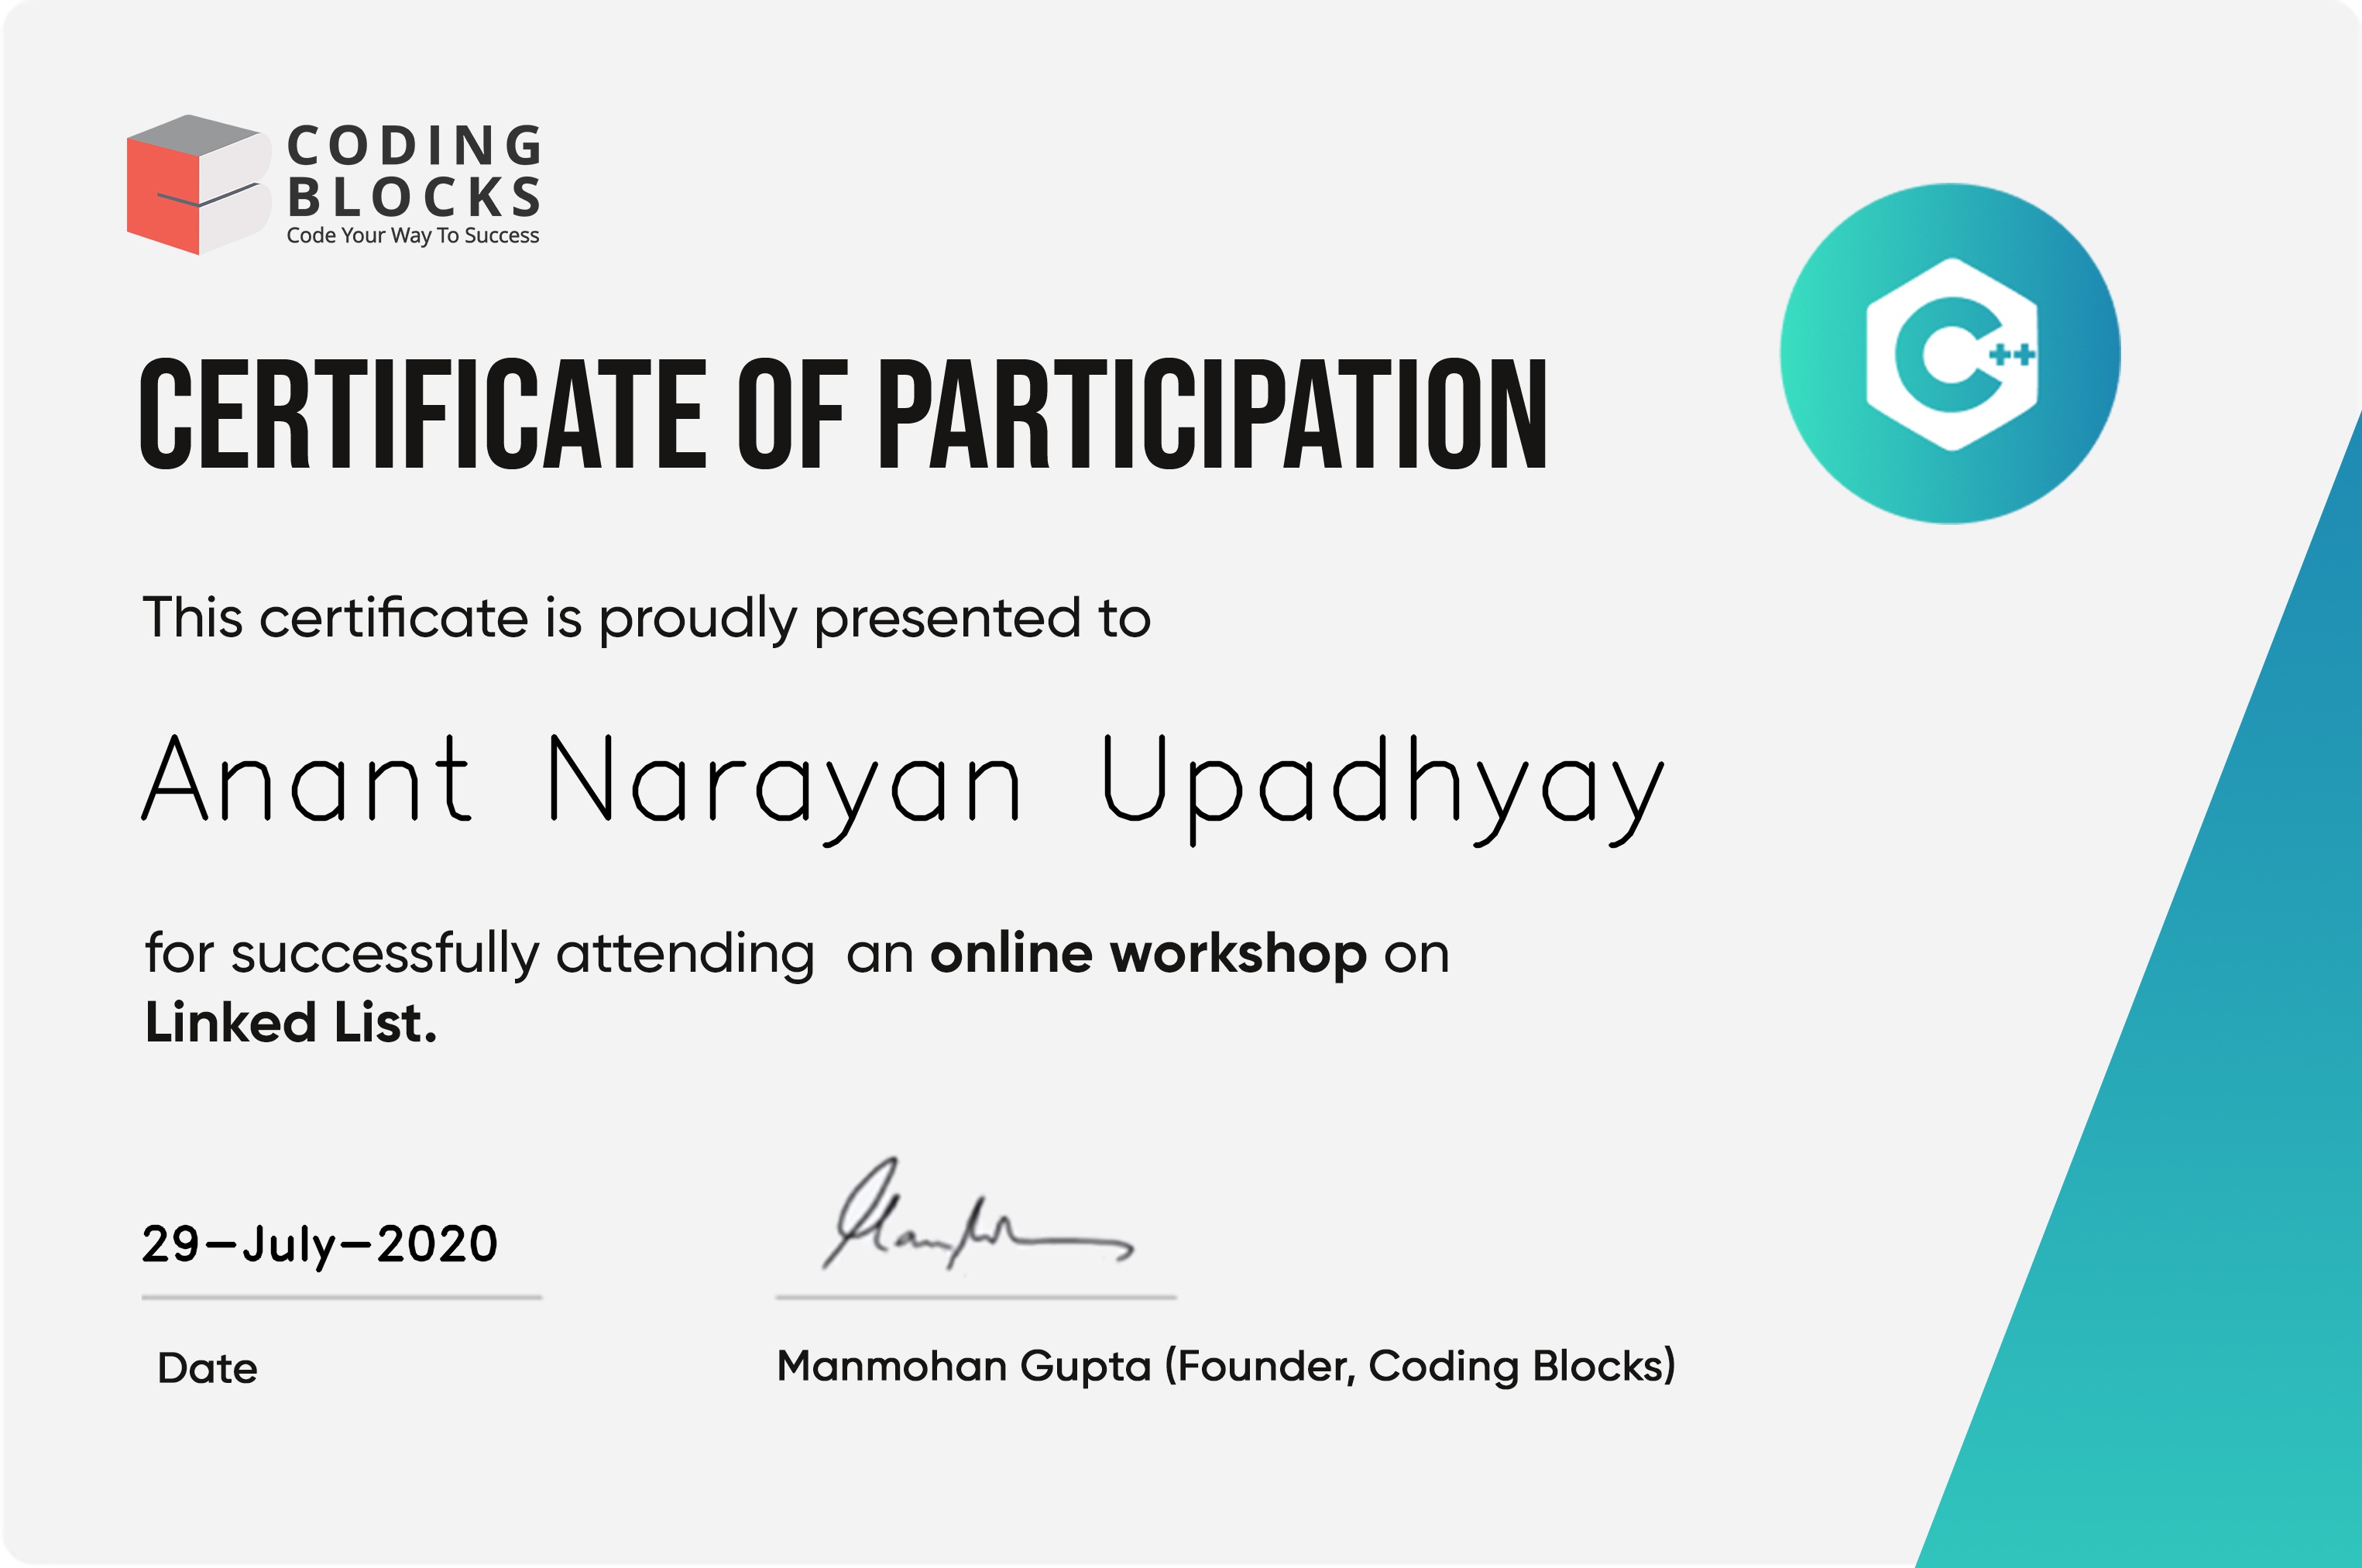 CODING
BLOCKS
Code Your Way To Success
C++
CERTIFICATE OF PARTICIPATION
This certificate is proudly presented to
Anant Narayan Upadhyay
for successfully attending an online workshop on
Linked List.
29-July-2020
Date
Manmohan Gupta (Founder, Coding Blocks)